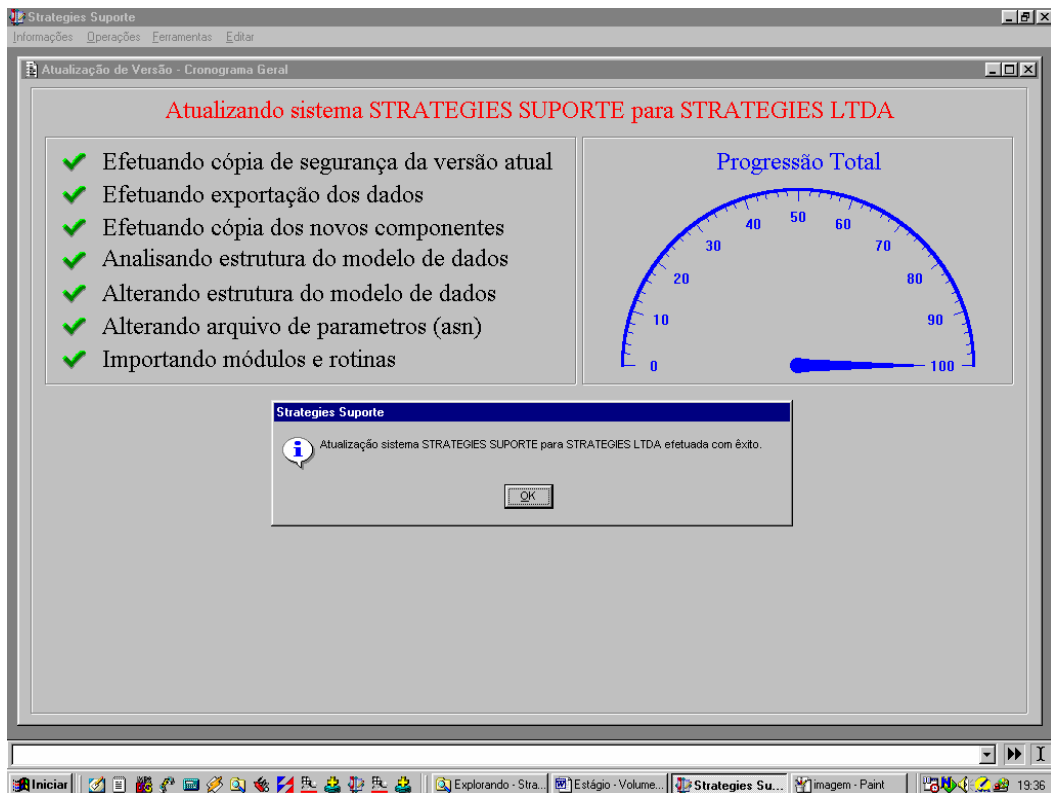 Strategies Suporte
Informações Operações Ferramentas Editar
Atualização de Versão - Cronograma Geral
Atualizando sistema STRATEGIES SUPORTE para STRATEGIES LTDA
Efetuando cópia de segurança da versão atual
Efetuando exportação dos dados
Efetuando cópia dos novos componentes
Analisando estrutura do modelo de dados
Alterando estrutura do modelo de dados
Alterando arquivo de parametros (asn)
Importando módulos e rotinas
Progressão Total
0 10 20 30 40 50 60 70 80 90 100
Strategies Suporte
Atualização sistema STRATEGIES SUPORTE para STRATEGIES LTDA efetuada com êxito.
OK
Iniciar Explorando - Stra... Estágio - Volume... Strategies Su... imagem - Paint 19:36